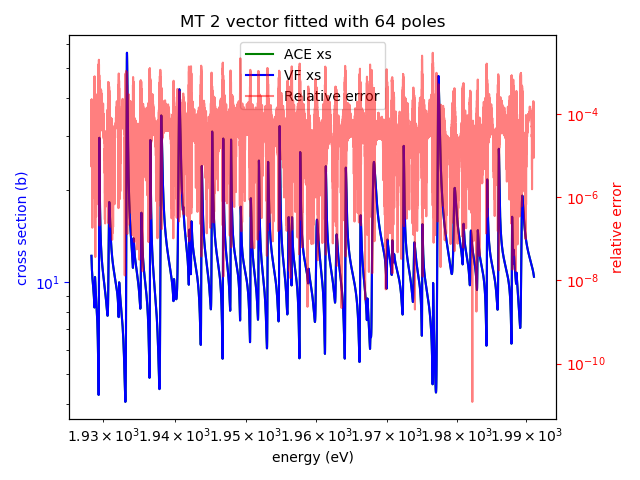 MT 2 vector fitted with 64 poles
ACE xs
VF xs
Relative error
cross section (b)
10¹
10⁻⁴
10⁻⁶
10⁻⁸
10⁻¹⁰
relative error
1.93 × 10³ 1.94 × 10³ 1.95 × 10³ 1.96 × 10³ 1.97 × 10³ 1.98 × 10³ 1.99 × 10³
energy (eV)